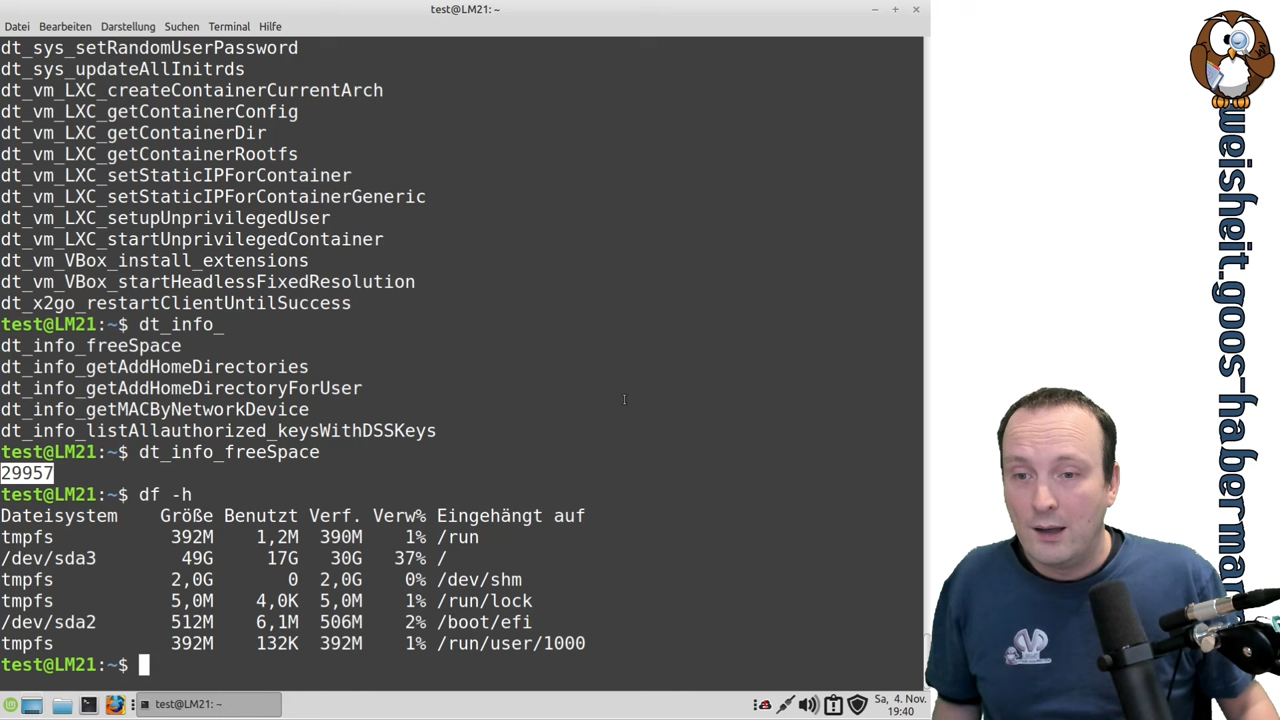 test@LM21: ~
Datei Bearbeiten Darstellung Suchen Terminal Hilfe
dt_sys_setRandomUserPassword
dt_sys_updateAllInitrds
dt_vm_LXC_createContainerCurrentArch
dt_vm_LXC_getContainerConfig
dt_vm_LXC_getContainerDir
dt_vm_LXC_getContainerRootfs
dt_vm_LXC_setStaticIPForContainer
dt_vm_LXC_setStaticIPForContainerGeneric
dt_vm_LXC_setupUnprivilegedUser
dt_vm_LXC_startUnprivilegedContainer
dt_vm_VBox_install_extensions
dt_vm_VBox_startHeadlessFixedResolution
dt_x2go_restartClientUntilSuccess
test@LM21:~$ dt_info_
dt_info_freeSpace
dt_info_getAddHomeDirectories
dt_info_getAddHomeDirectoryForUser
dt_info_getMACByNetworkDevice
dt_info_listAllauthorized_keysWithDSSKeys
test@LM21:~$ dt_info_freeSpace
29957
test@LM21:~$ df -h
Dateisystem Größe Benutzt Verf. Verw% Eingehängt auf
tmpfs 392M 1,2M 390M 1% /run
/dev/sda3 49G 17G 30G 37% /
tmpfs 2,0G 0 2,0G 0% /dev/shm
tmpfs 5,0M 4,0K 5,0M 1% /run/lock
/dev/sda2 512M 6,1M 506M 2% /boot/efi
tmpfs 392M 132K 392M 1% /run/user/1000
test@LM21:~$
test@LM21: ~
Sa, 4. Nov.
19:40
weisheit.goos-haberman